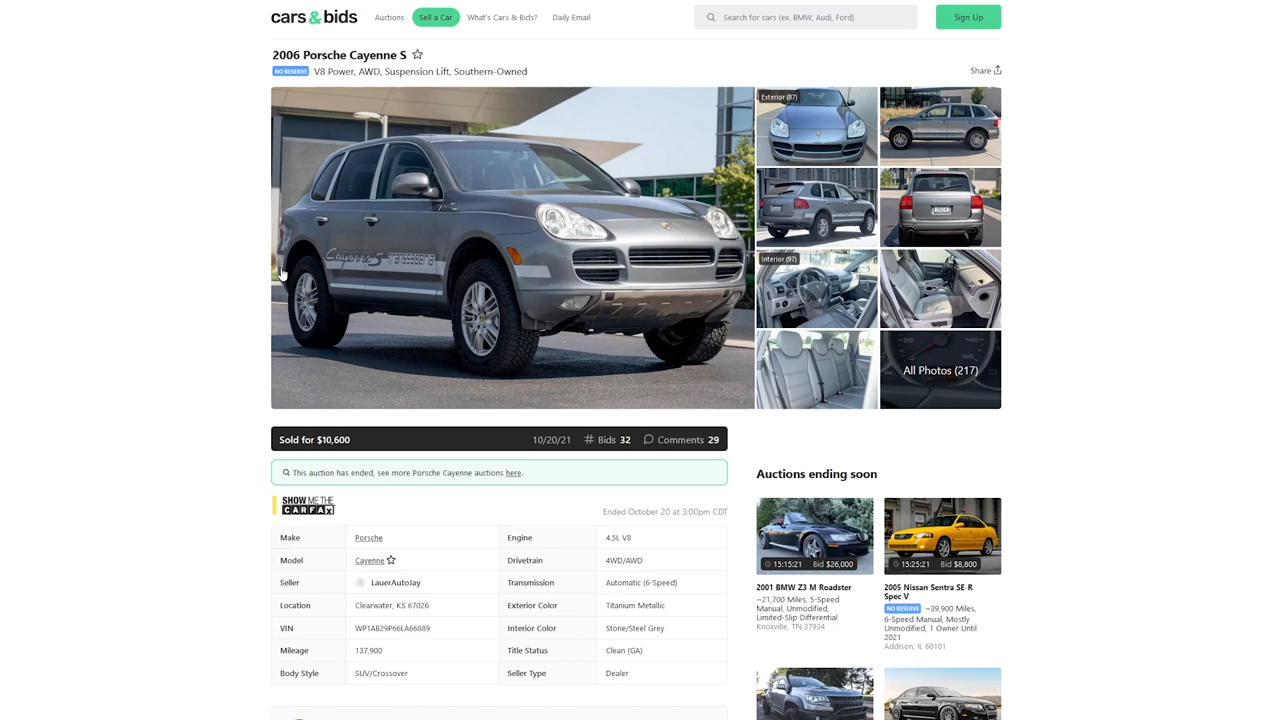 cars & bids
Auctions
Sell a Car
What's Cars & Bids?
Daily Email
Search for cars (ex. BMW, Audi, Ford)
Sign Up
2006 Porsche Cayenne S
NO RESERVE V8 Power, AWD, Suspension Lift, Southern-Owned
Share
Exterior (87)
Interior (97)
Cayenne S
All Photos (217)
Sold for $10,600
10/20/21
Bids 32
Comments 29
This auction has ended, see more Porsche Cayenne auctions here.
SHOW ME THE
CARFAX
Ended October 20 at 3:00pm CDT
Make Porsche
Engine 4.5L V8
Model Cayenne
Drivetrain 4WD/AWD
Seller LauerAutoJay
Transmission Automatic (6-Speed)
Location Clearwater, KS 67026
Exterior Color Titanium Metallic
VIN WP1AB29P66LA66889
Interior Color Stone/Steel Grey
Mileage 137,900
Title Status Clean (GA)
Body Style SUV/Crossover
Seller Type Dealer
Auctions ending soon
15:15:21 Bid $26,000
2001 BMW Z3 M Roadster
~21,700 Miles, 5-Speed
Manual, Unmodified,
Limited-Slip Differential
Knoxville, TN 37934
15:25:21 Bid $8,800
2005 Nissan Sentra SE-R
Spec V
NO RESERVE ~39,900 Miles,
6-Speed Manual, Mostly
Unmodified, 1 Owner Until
2021
Addison, IL 60101